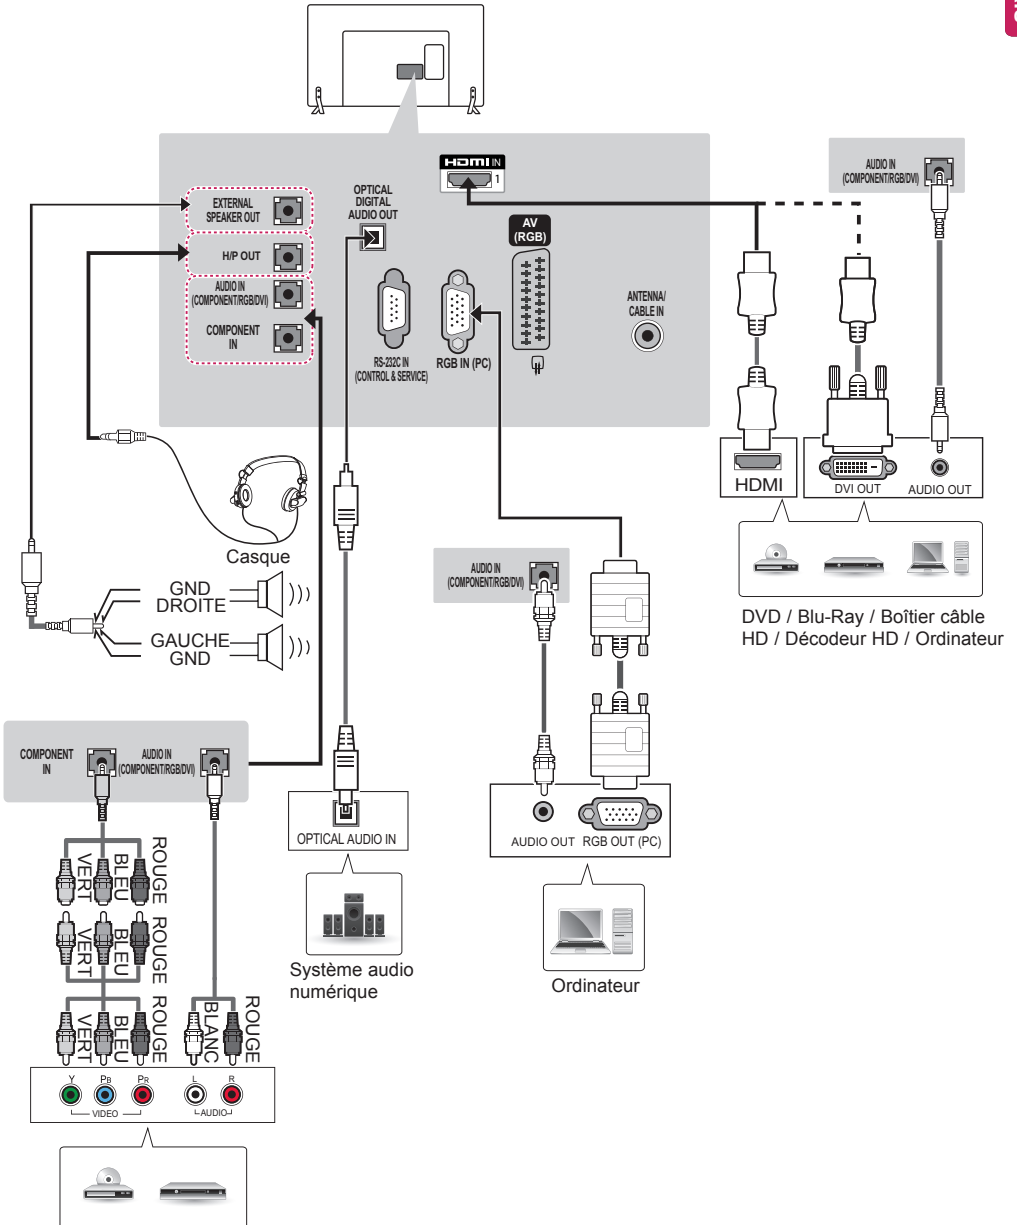 HDMI IN
1
EXTERNAL
SPEAKER OUT
H/P OUT
AUDIO IN
(COMPONENT/RGB/DVI)
COMPONENT
IN
OPTICAL
DIGITAL
AUDIO OUT
RS-232C IN
(CONTROL & SERVICE)
RGB IN (PC)
AV
(RGB)
ANTENNA/
CABLE IN
AUDIO IN
(COMPONENT/RGB/DVI)
HDMI
DVI OUT
AUDIO OUT
DVD / Blu-Ray / Boîtier câble
HD / Décodeur HD / Ordinateur
Casque
GND
DROITE
GAUCHE
GND
AUDIO IN
(COMPONENT/RGB/DVI)
AUDIO OUT
RGB OUT (PC)
Ordinateur
OPTICAL AUDIO IN
Système audio
numérique
COMPONENT
IN
AUDIO IN
(COMPONENT/RGB/DVI)
VERT
BLEU
ROUGE
VERT
BLEU
ROUGE
VERT
BLEU
ROUGE
BLANC
ROUGE
Y
PB
PR
L
R
VIDEO
AUDIO